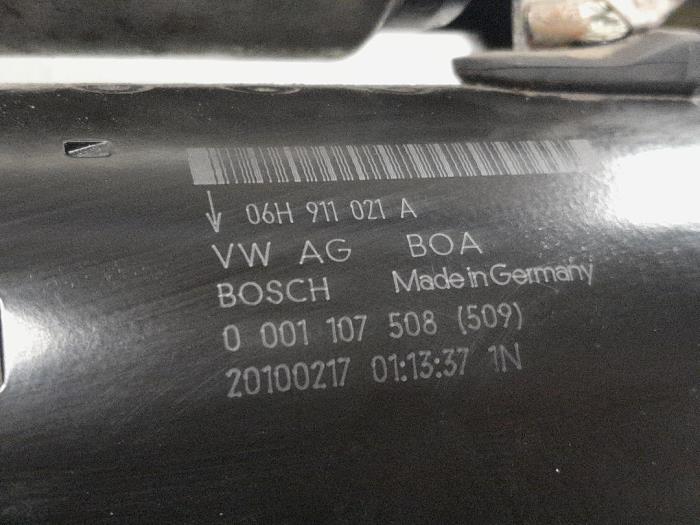 06H 911 021 A
VW AG BOA
BOSCH Made in Germany
0 001 107 508 (509)
20100217 01:13:37 1N